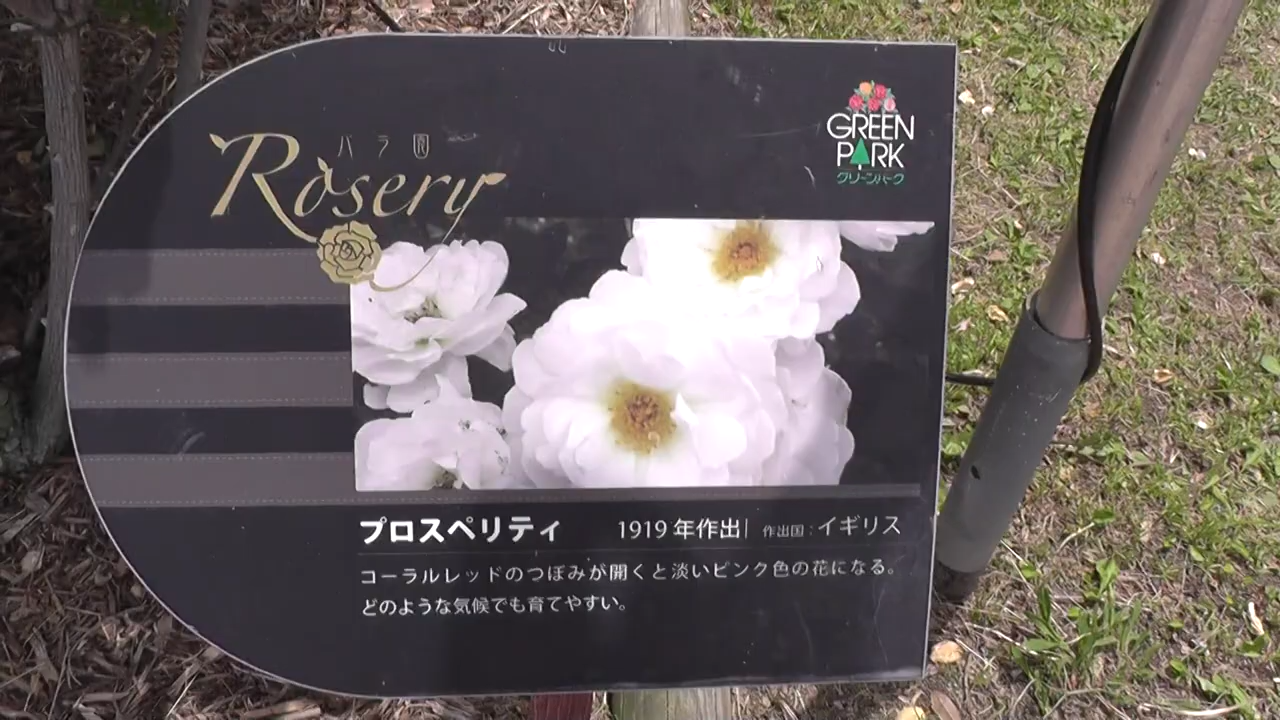 バラ園
Rosery
GREEN
PARK
グリーンパーク
プロスペリティ 1919年作出| 作出国:イギリス
コーラルレッドのつぼみが開くと淡いピンク色の花になる。
どのような気候でも育てやすい。